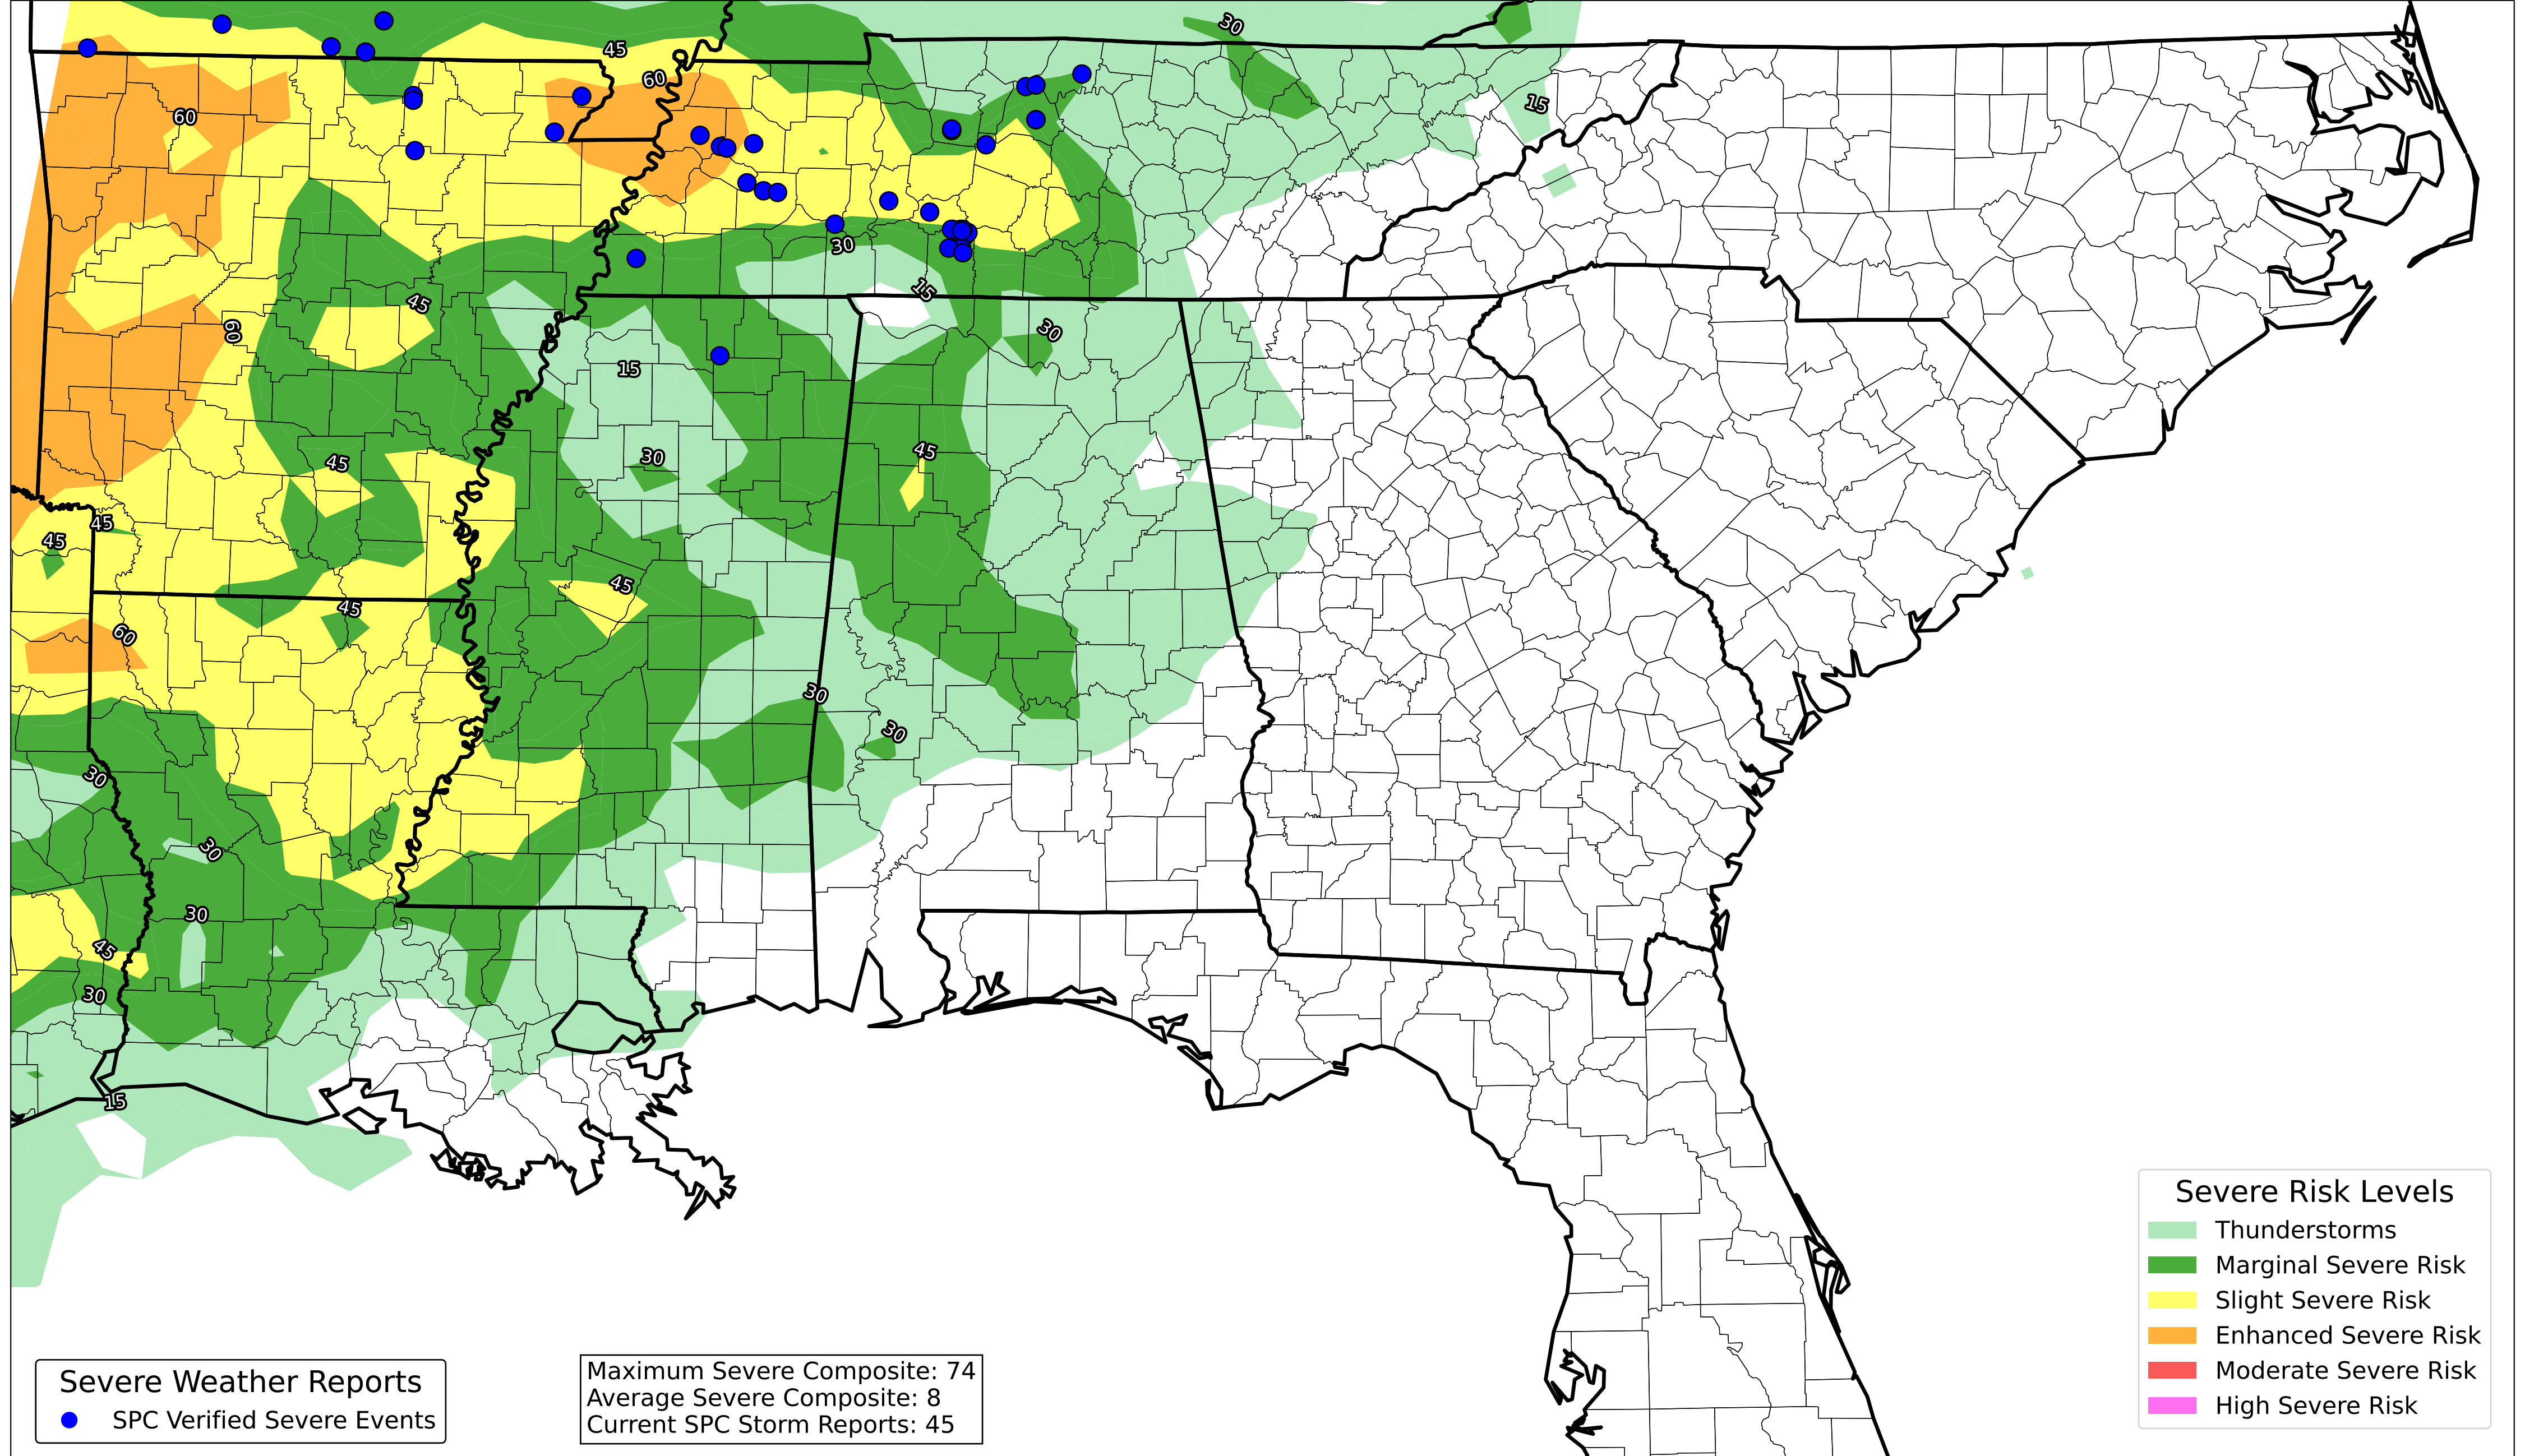 30
45
60
15
60
30
15
45
60
30
15
45
30
45
45
45
45
45
60
30
30
30
30
30
45
30
15
Severe Risk Levels
Thunderstorms
Marginal Severe Risk
Slight Severe Risk
Enhanced Severe Risk
Moderate Severe Risk
High Severe Risk
Severe Weather Reports
SPC Verified Severe Events
Maximum Severe Composite: 74
Average Severe Composite: 8
Current SPC Storm Reports: 45